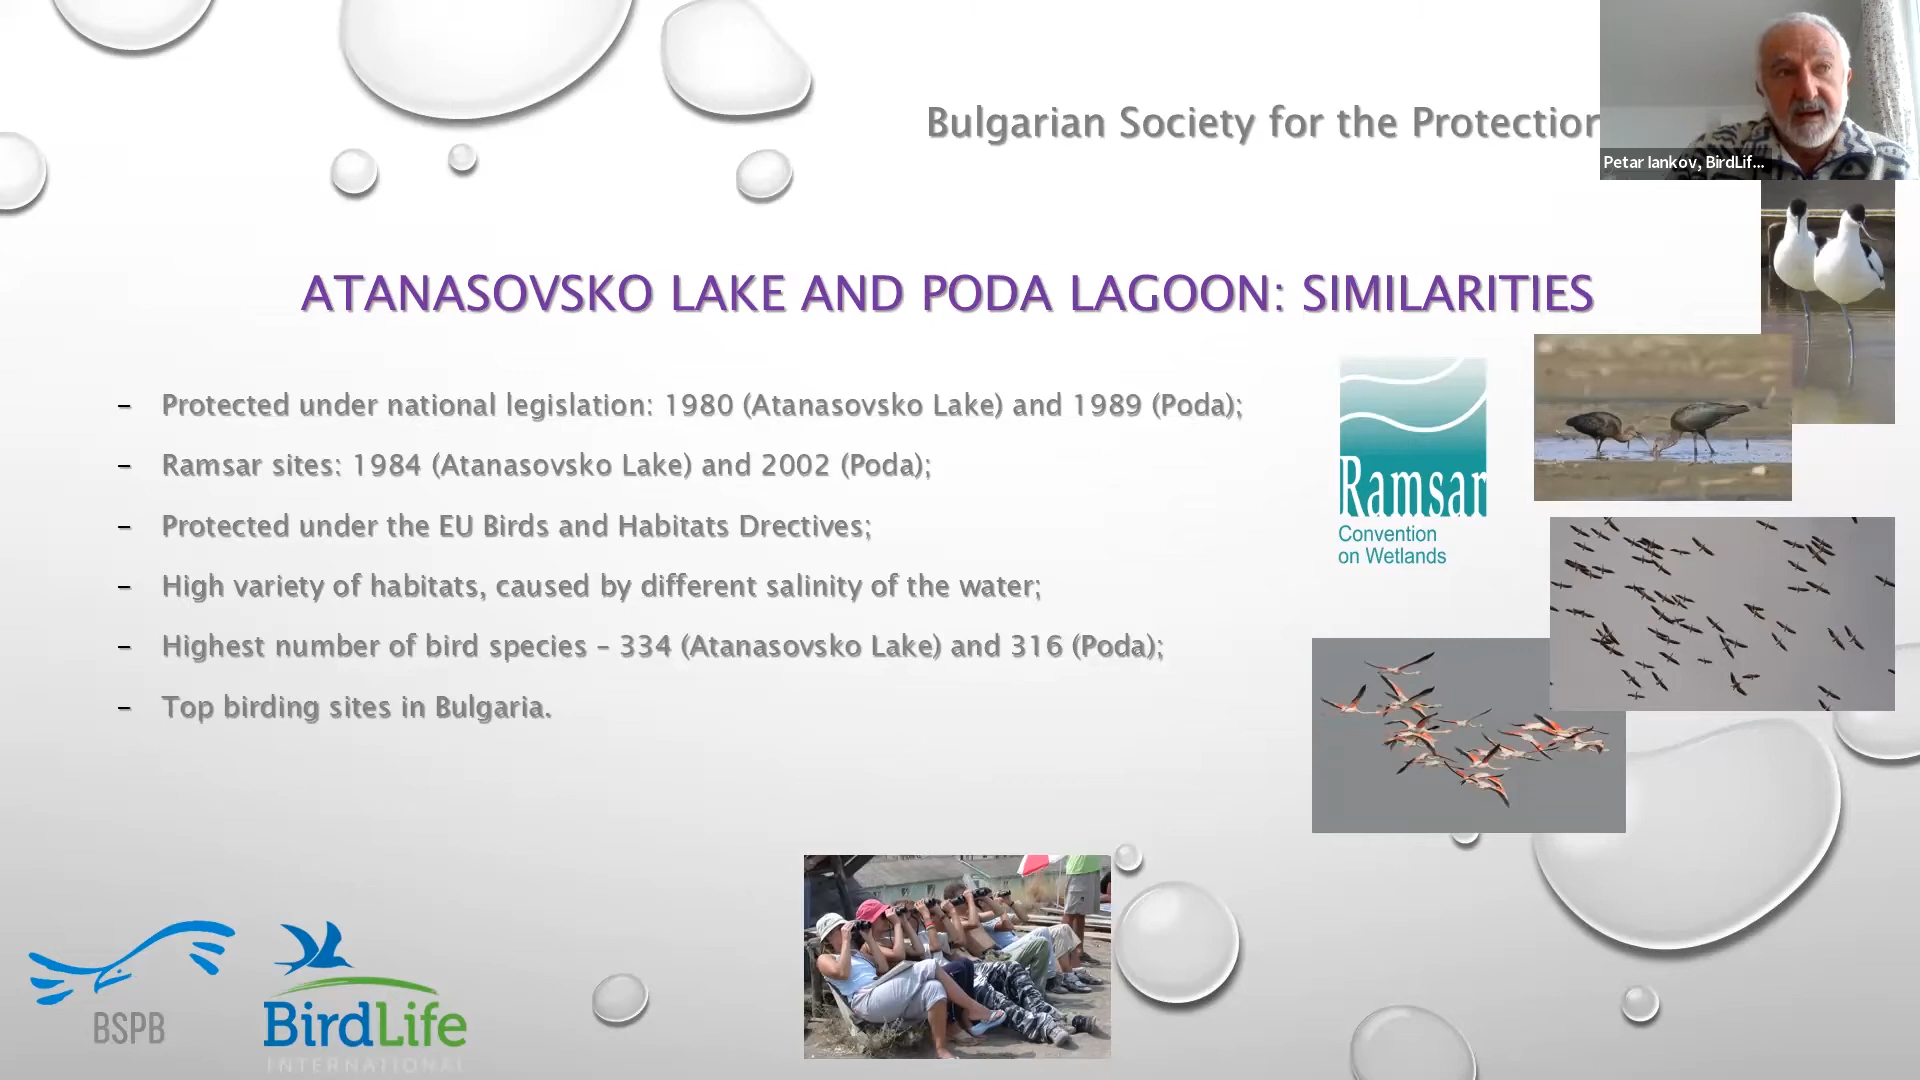 Bulgarian Society for the Protection
Petar Iankov, BirdLif...
ATANASOVSKO LAKE AND PODA LAGOON: SIMILARITIES
– Protected under national legislation: 1980 (Atanasovsko Lake) and 1989 (Poda);
– Ramsar sites: 1984 (Atanasovsko Lake) and 2002 (Poda);
– Protected under the EU Birds and Habitats Drectives;
– High variety of habitats, caused by different salinity of the water;
– Highest number of bird species – 334 (Atanasovsko Lake) and 316 (Poda);
– Top birding sites in Bulgaria.
Ramsar
Convention
on Wetlands
BSPB
BirdLife
INTERNATIONAL